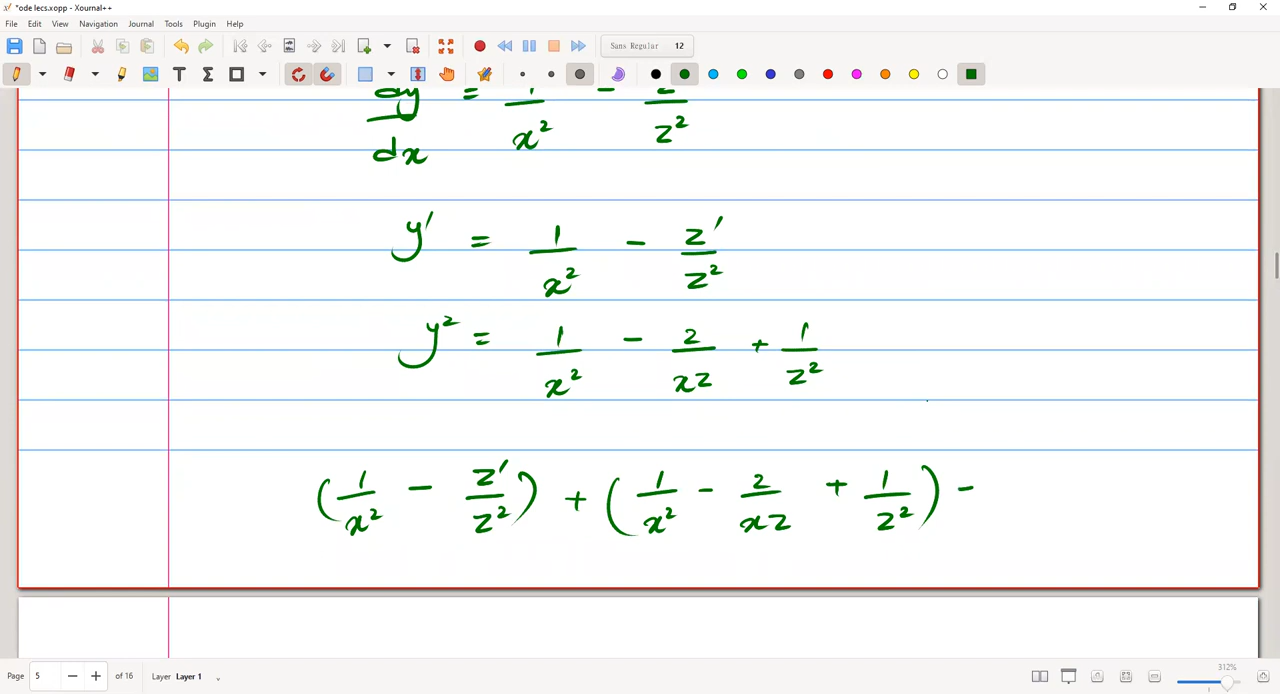 *ode lecs.xopp - Xournal++
File Edit View Navigation Journal Tools Plugin Help
Sans Regular 12
dy/dx = 1/x² - z'/z²
y' = 1/x² - z'/z²
y² = 1/x² - 2/xz + 1/z²
(1/x² - z'/z²) + (1/x² - 2/xz + 1/z²) -
Page 5 of 16 Layer Layer 1 312%